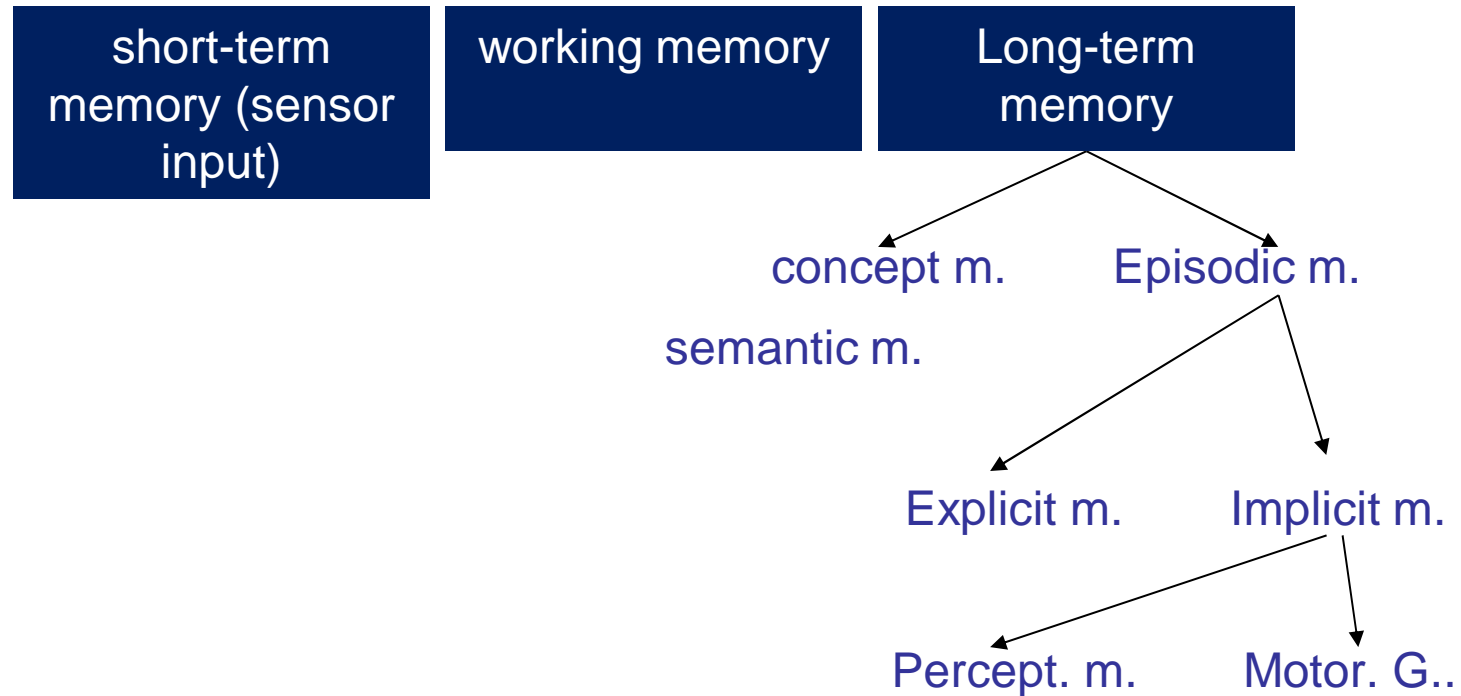 short-term
memory (sensor
input)
working memory
Long-term
memory
concept m.
Episodic m.
semantic m.
Explicit m.
Implicit m.
Percept. m.
Motor. G..